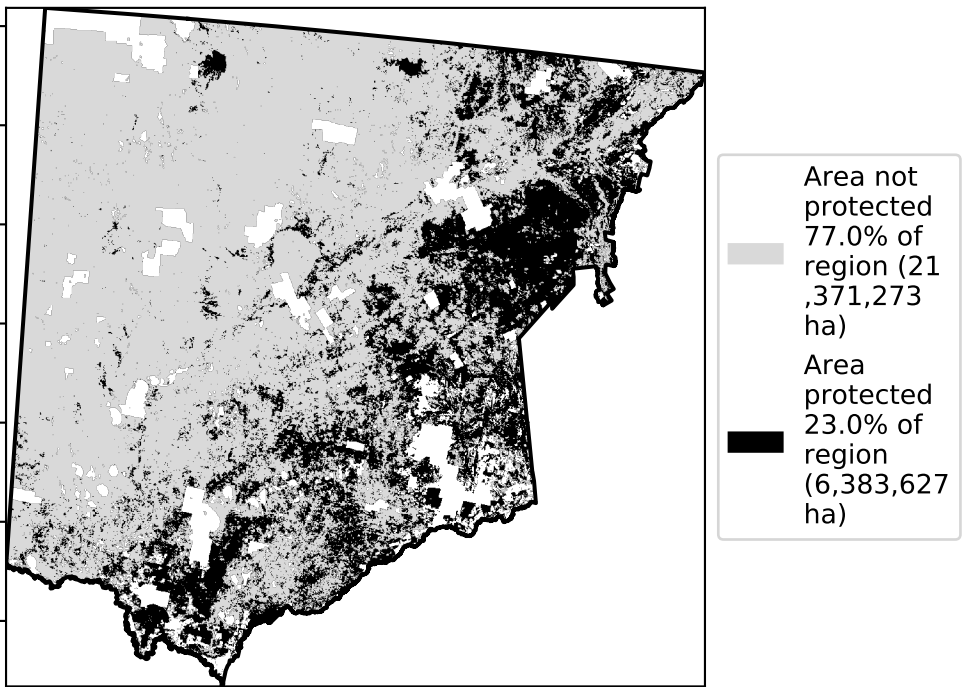 Area not
protected
77.0% of
region (21
,371,273
ha)
Area
protected
23.0% of
region
(6,383,627
ha)